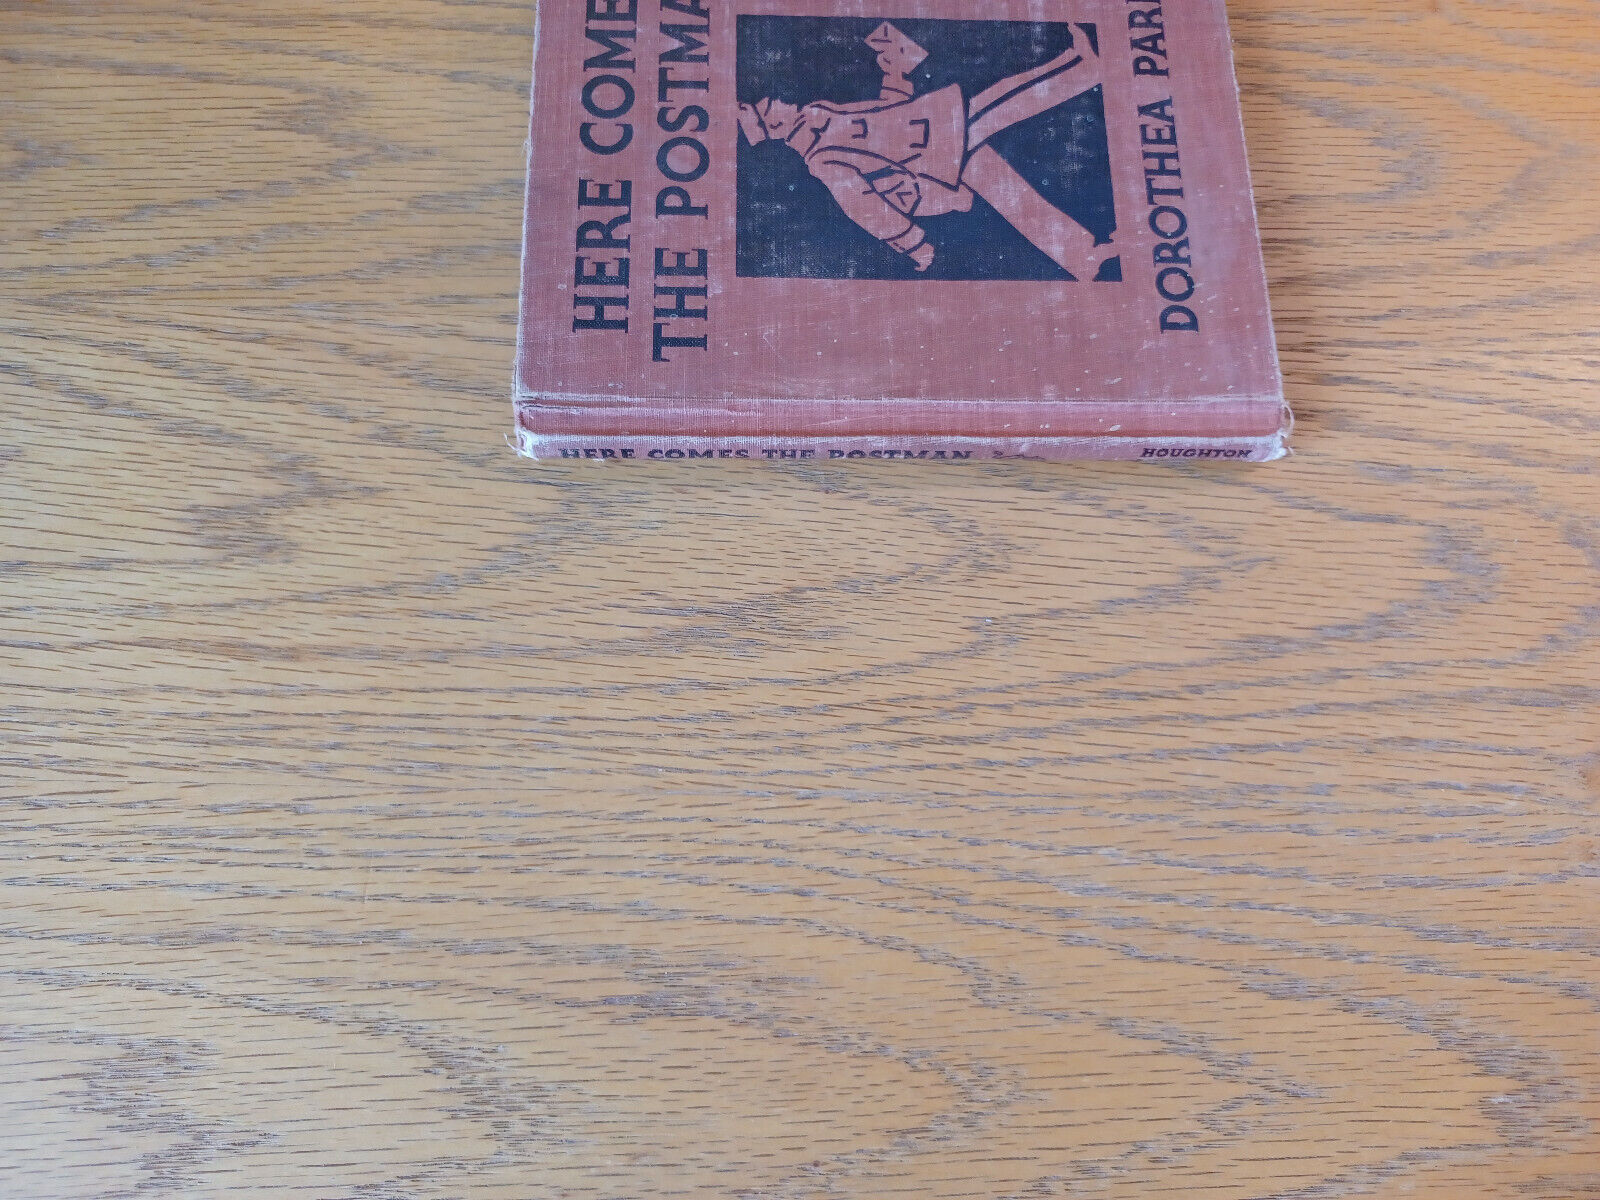 HERE COME
THE POSTMA
DOROTHEA PAR
HERE COMES THE POSTMAN
HOUGHTON